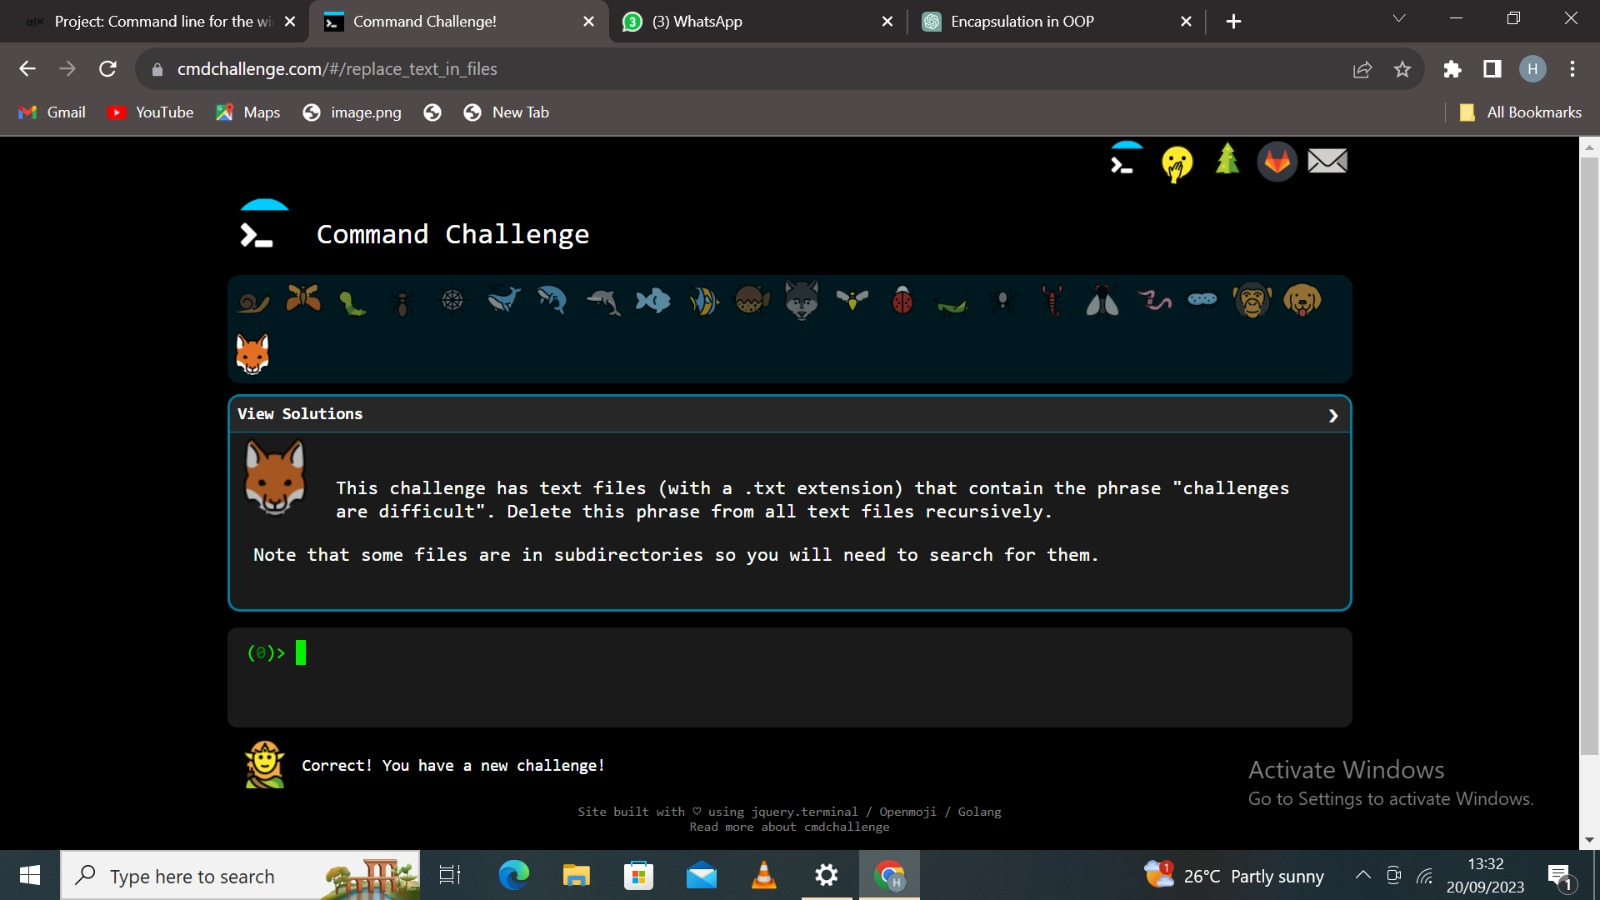 Project: Command line for the wi
Command Challenge!
(3) WhatsApp
Encapsulation in OOP
cmdchallenge.com/#/replace_text_in_files
H
Gmail
YouTube
Maps
image.png
New Tab
All Bookmarks
Command Challenge
View Solutions
This challenge has text files (with a .txt extension) that contain the phrase "challenges
are difficult". Delete this phrase from all text files recursively.
Note that some files are in subdirectories so you will need to search for them.
(0)>
Correct! You have a new challenge!
Activate Windows
Go to Settings to activate Windows.
Site built with ♡ using jquery.terminal / Openmoji / Golang
Read more about cmdchallenge
Type here to search
H
1
26°C Partly sunny
13:32
20/09/2023
1